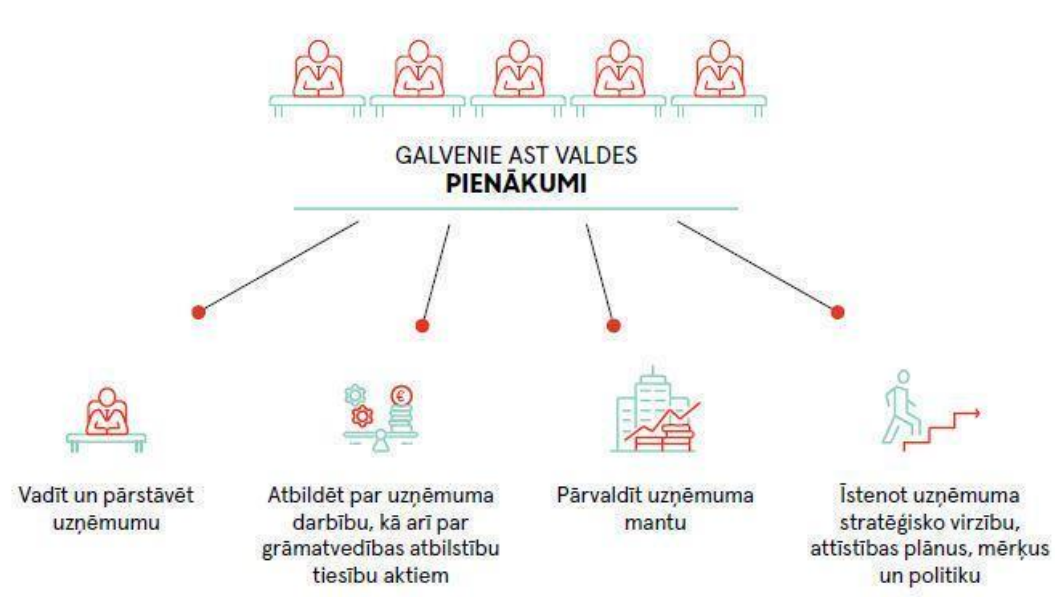 GALVENIE AST VALDES
PIENĀKUMI
€
Vadīt un pārstāvēt
uzņēmumu
Atbildēt par uzņēmuma
darbību, kā arī par
grāmatvedības atbilstību
tiesību aktiem
Pārvaldīt uzņēmuma
mantu
Īstenot uzņēmuma
stratēģisko virzību,
attīstības plānus, mērķus
un politiku